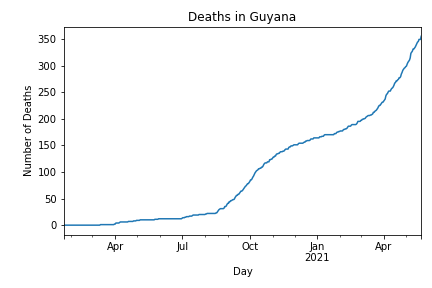 Deaths in Guyana
Number of Deaths
350
300
250
200
150
100
50
0
Apr
Jul
Oct
Jan
2021
Apr
Day